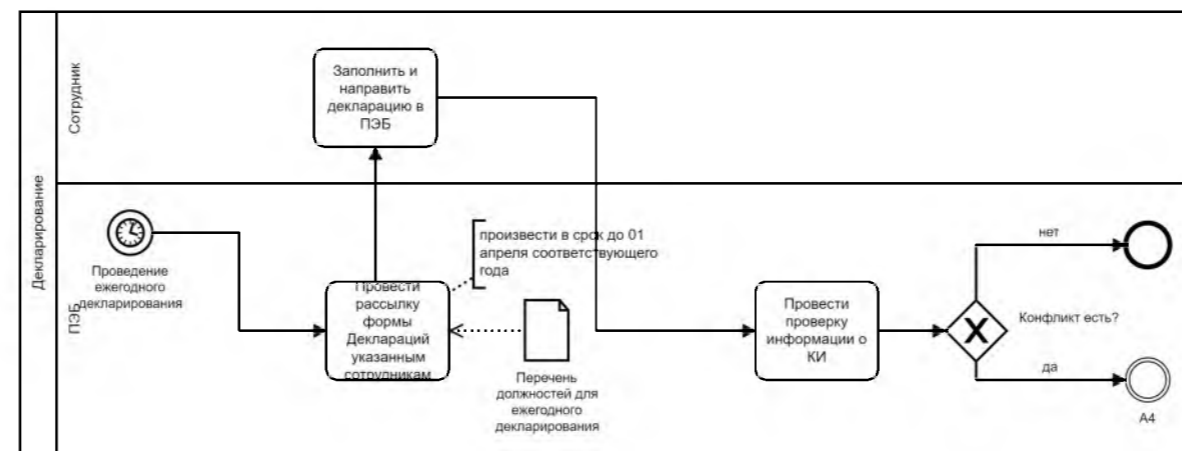 Декларирование
Сотрудник
Заполнить и
направить
декларацию в
ПЭБ
ПЭБ
Проведение
ежегодного
декларирования
произвести в срок до 01
апреля соответствующего
года
Провести
рассылку
формы
Деклараций
указанным
сотрудникам
Перечень
должностей для
ежегодного
декларирования
Провести
проверку
информации о
КИ
нет
Конфликт есть?
да
А4